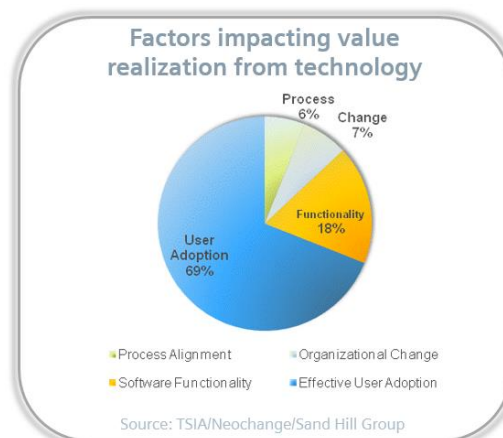 Factors impacting value
realization from technology
Process
6%
Change
7%
Functionality
18%
User
Adoption
69%
Process Alignment
Organizational Change
Software Functionality
Effective User Adoption
Source: TSIA/Neochange/Sand Hill Group